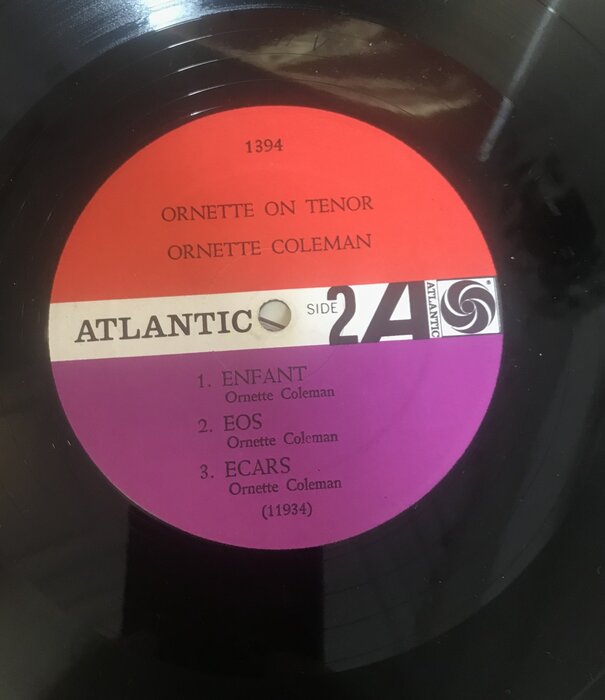 1394
ORNETTE ON TENOR
ORNETTE COLEMAN
ATLANTIC SIDE 2 A ATLANTIC
1. ENFANT
Ornette Coleman
2. EOS
Ornette Coleman
3. ECARS
Ornette Coleman
(11934)